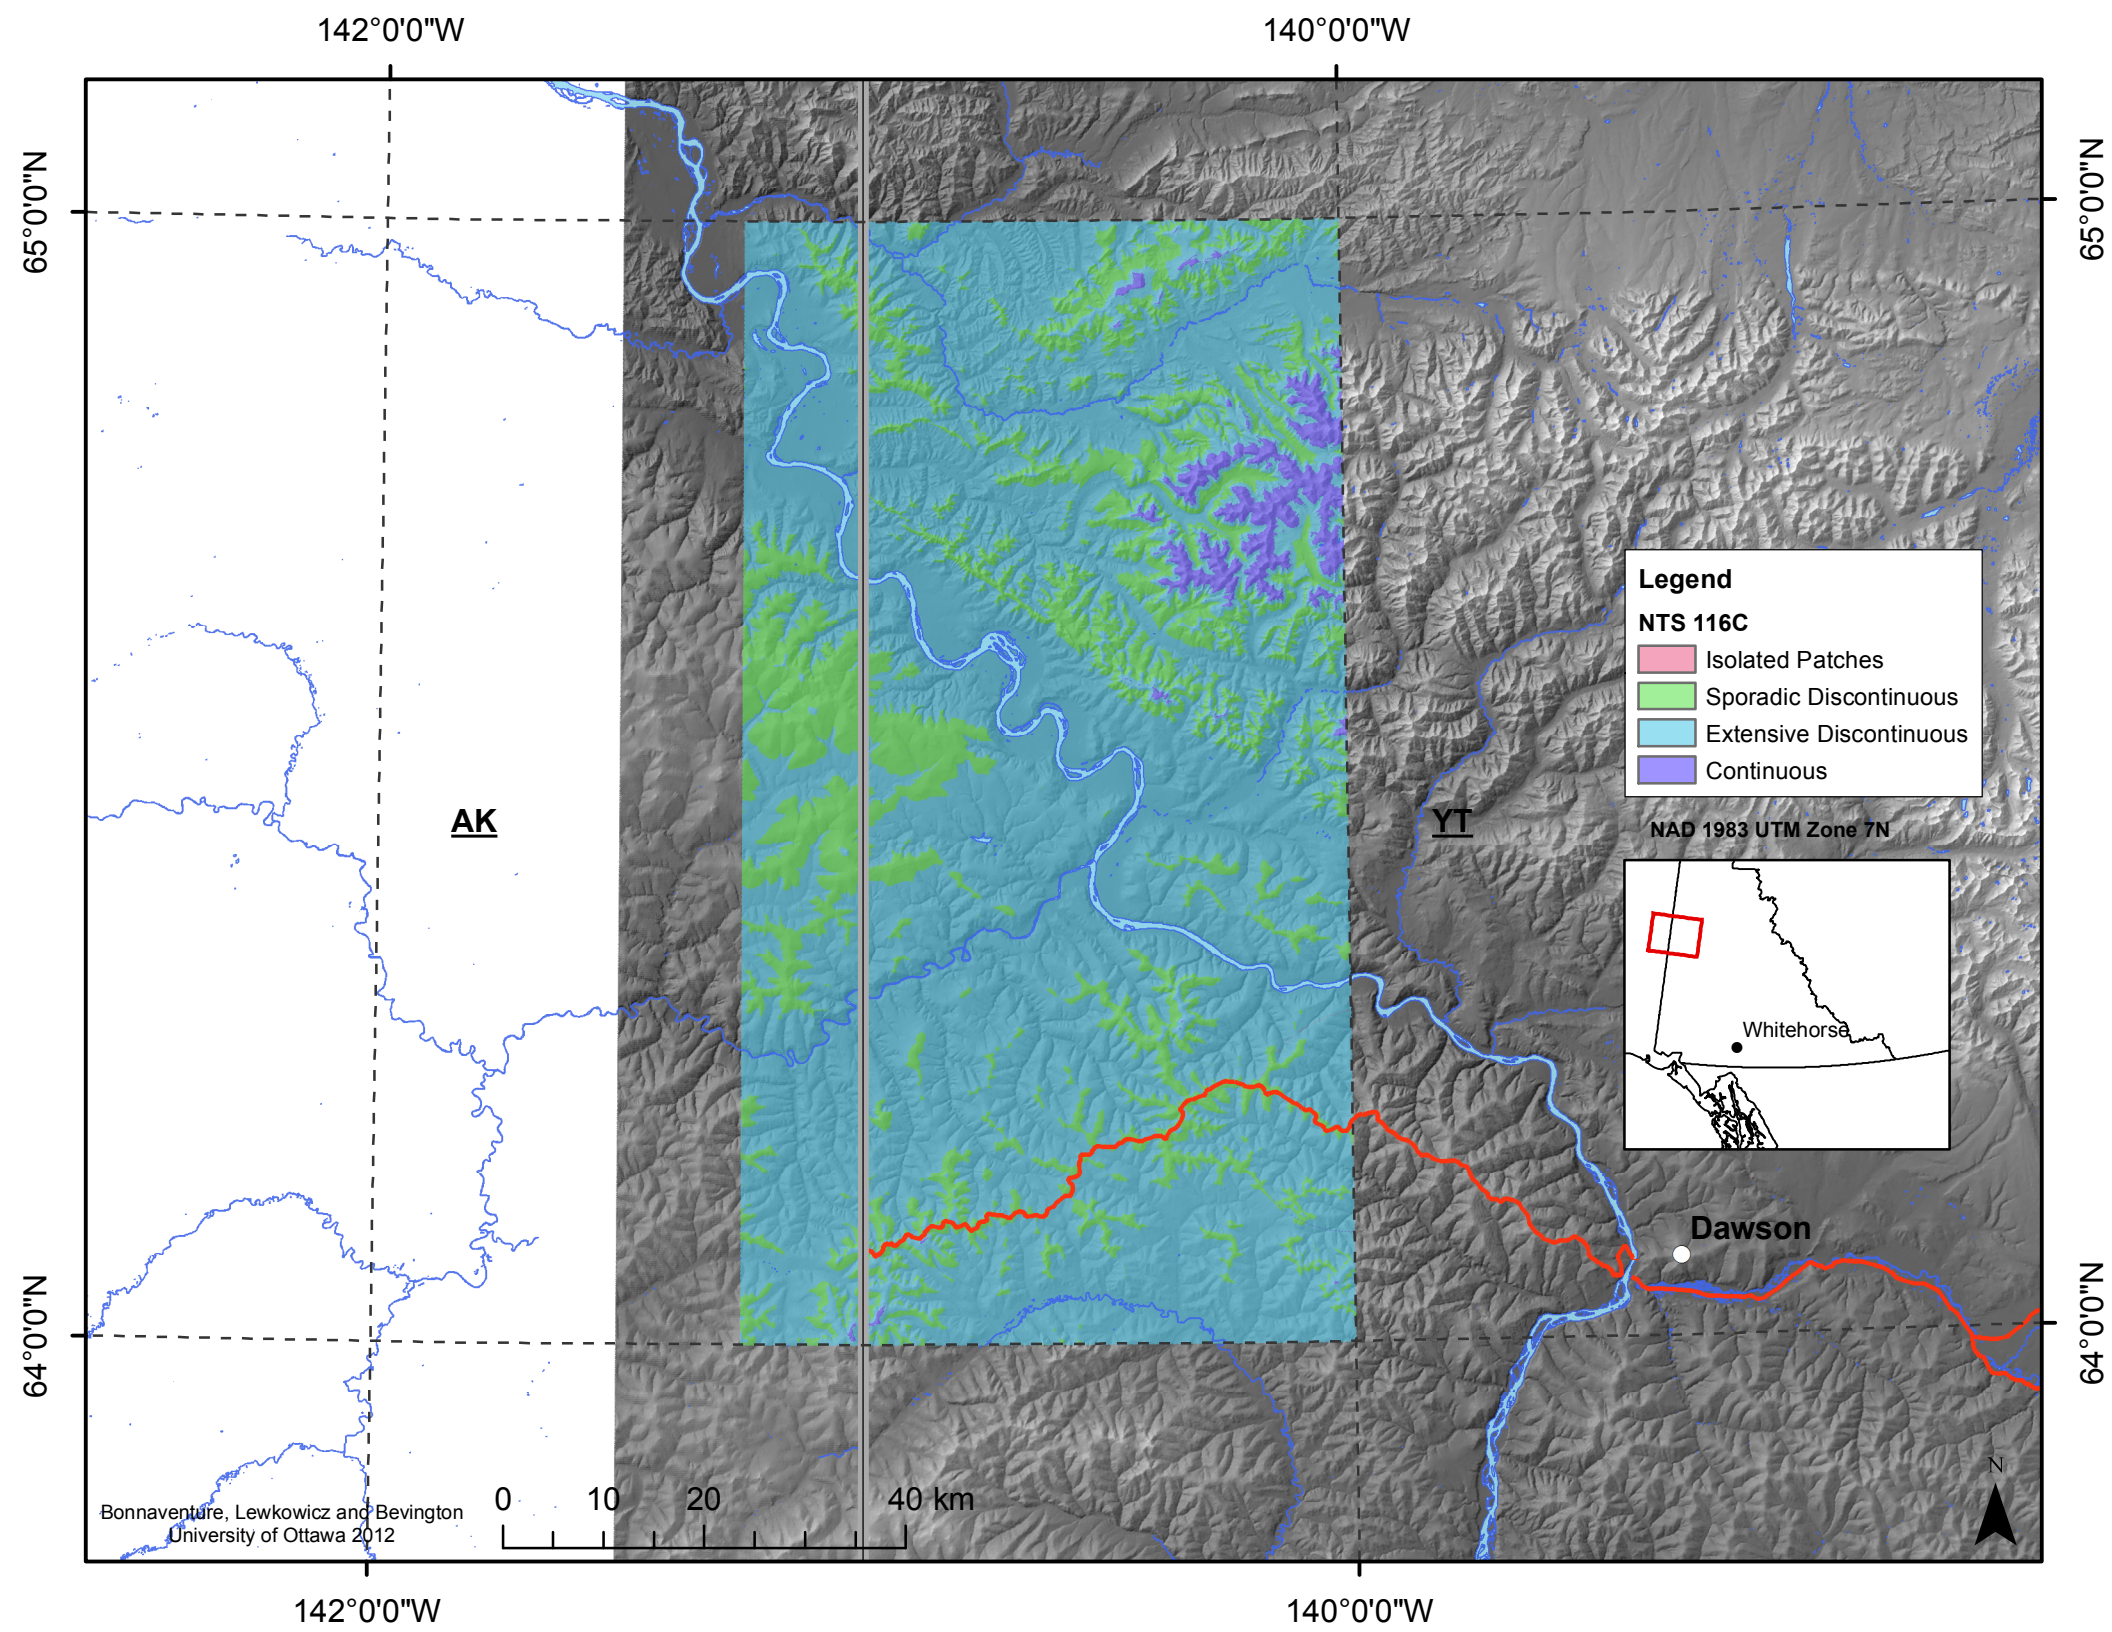 142°0'0"W
140°0'0"W
65°0'0"N
65°0'0"N
Legend
NTS 116C
Isolated Patches
Sporadic Discontinuous
Extensive Discontinuous
Continuous
AK
YT
NAD 1983 UTM Zone 7N
Whitehorse
Dawson
64°0'0"N
64°0'0"N
N
0 10 20 40 km
Bonnaventure, Lewkowicz and Bevington
University of Ottawa 2012
142°0'0"W
140°0'0"W